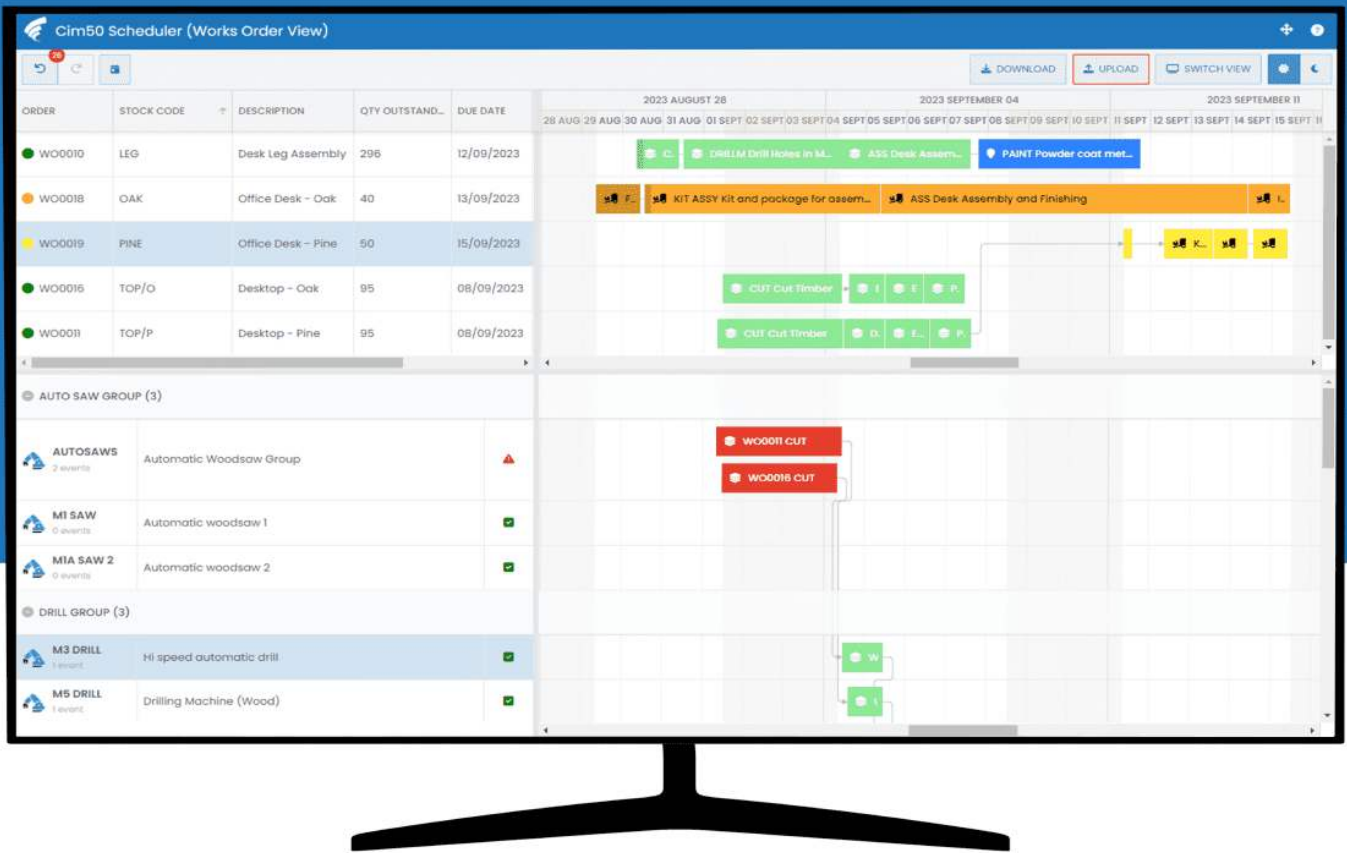 Cim50 Scheduler (Works Order View)
26
DOWNLOAD UPLOAD SWITCH VIEW
ORDER STOCK CODE DESCRIPTION QTY OUTSTAND... DUE DATE
2023 AUGUST 28 2023 SEPTEMBER 04 2023 SEPTEMBER 11
28 AUG 29 AUG 30 AUG 31 AUG 01 SEPT 02 SEPT 03 SEPT 04 SEPT 05 SEPT 06 SEPT 07 SEPT 08 SEPT 09 SEPT 10 SEPT 11 SEPT 12 SEPT 13 SEPT 14 SEPT 15 SEPT
WO0010 LEG Desk Leg Assembly 296 12/09/2023 C... DRILLM Drill Holes in M... ASS Desk Assem... PAINT Powder coat met...
WO0018 OAK Office Desk - Oak 40 13/09/2023 F... KIT ASSY Kit and package for assem... ASS Desk Assembly and Finishing I...
WO0019 PINE Office Desk - Pine 50 15/09/2023 K...
WO0016 TOP/O Desktop - Oak 95 08/09/2023 CUT Cut Timber P.
WO0011 TOP/P Desktop - Pine 95 08/09/2023 CUT Cut Timber D. E... P.
AUTO SAW GROUP (3)
AUTOSAWS
2 events
Automatic Woodsaw Group
WO0011 CUT
WO0016 CUT
M1 SAW
0 events
Automatic woodsaw 1
M1A SAW 2
0 events
Automatic woodsaw 2
DRILL GROUP (3)
M3 DRILL
1 event
Hi speed automatic drill
W
M5 DRILL
1 event
Drilling Machine (Wood)